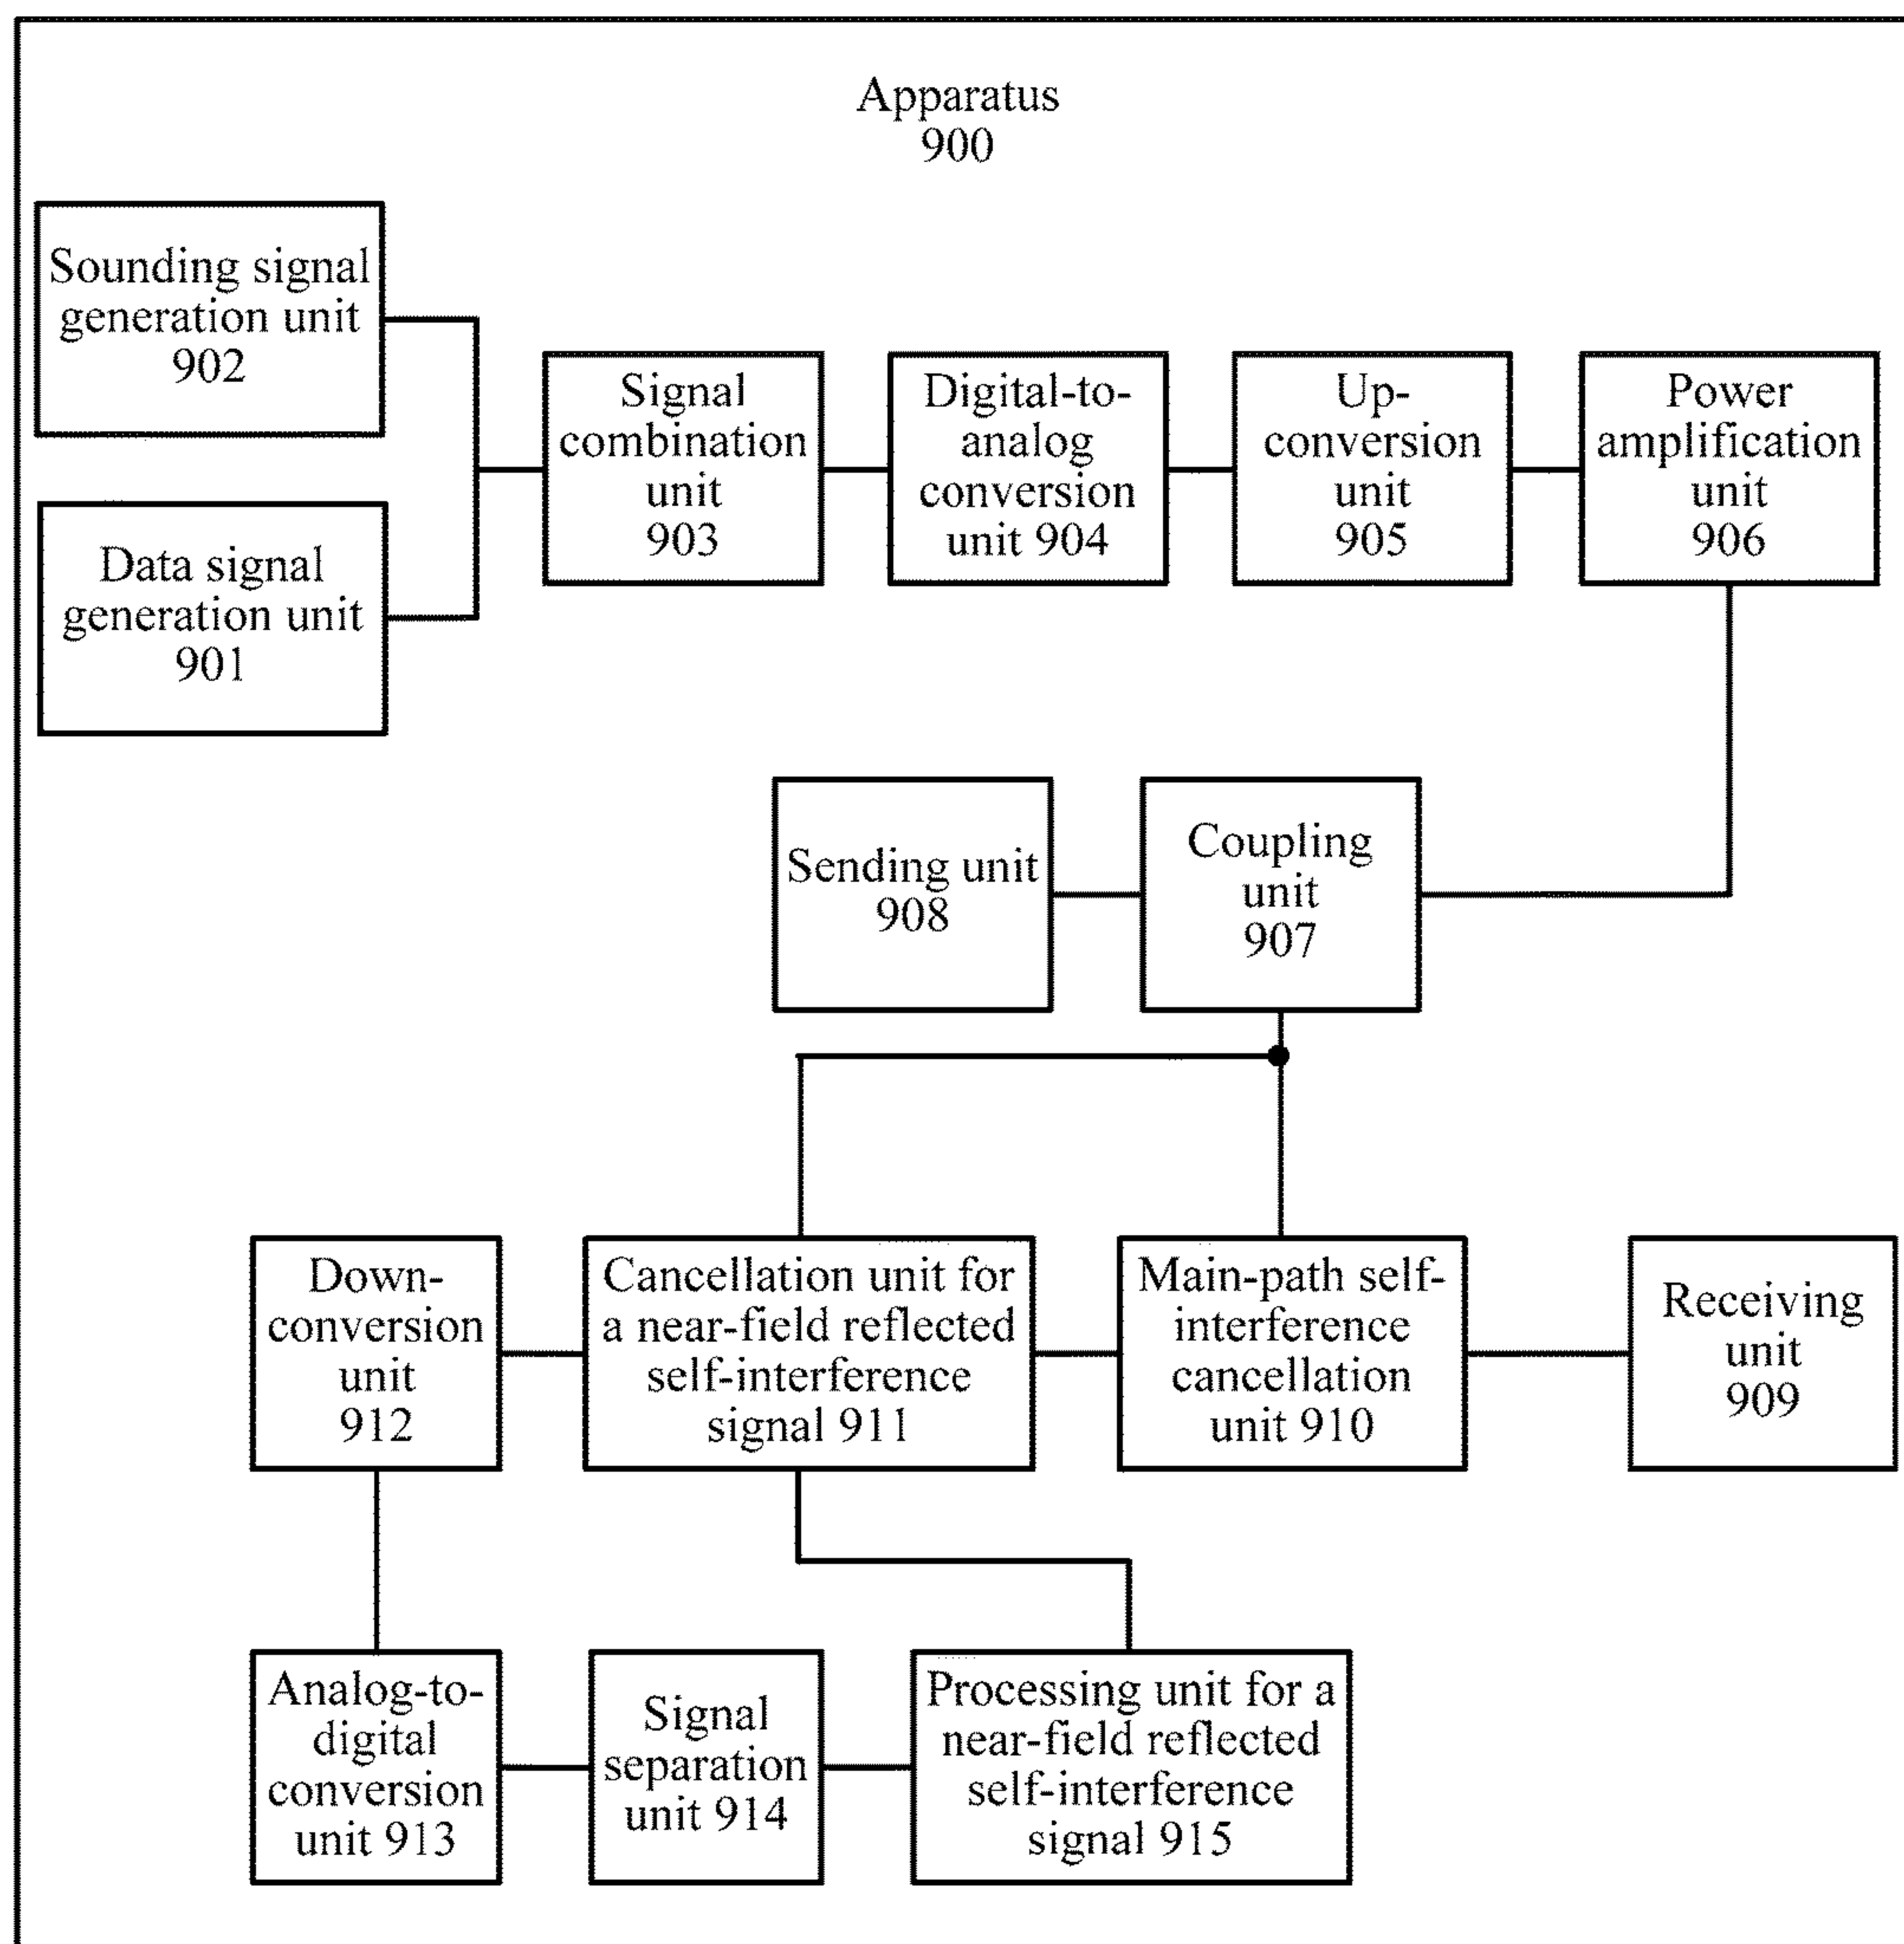 Apparatus
900
Sounding signal
generation unit
902
Data signal
generation unit
901
Signal
combination
unit
903
Digital-to-
analog
conversion
unit 904
Up-
conversion
unit
905
Power
amplification
unit
906
Sending unit
908
Coupling
unit
907
Down-
conversion
unit
912
Cancellation unit for
a near-field reflected
self-interference
signal 911
Main-path self-
interference
cancellation
unit 910
Receiving
unit
909
Analog-to-
digital
conversion
unit 913
Signal
separation
unit 914
Processing unit for a
near-field reflected
self-interference
signal 915